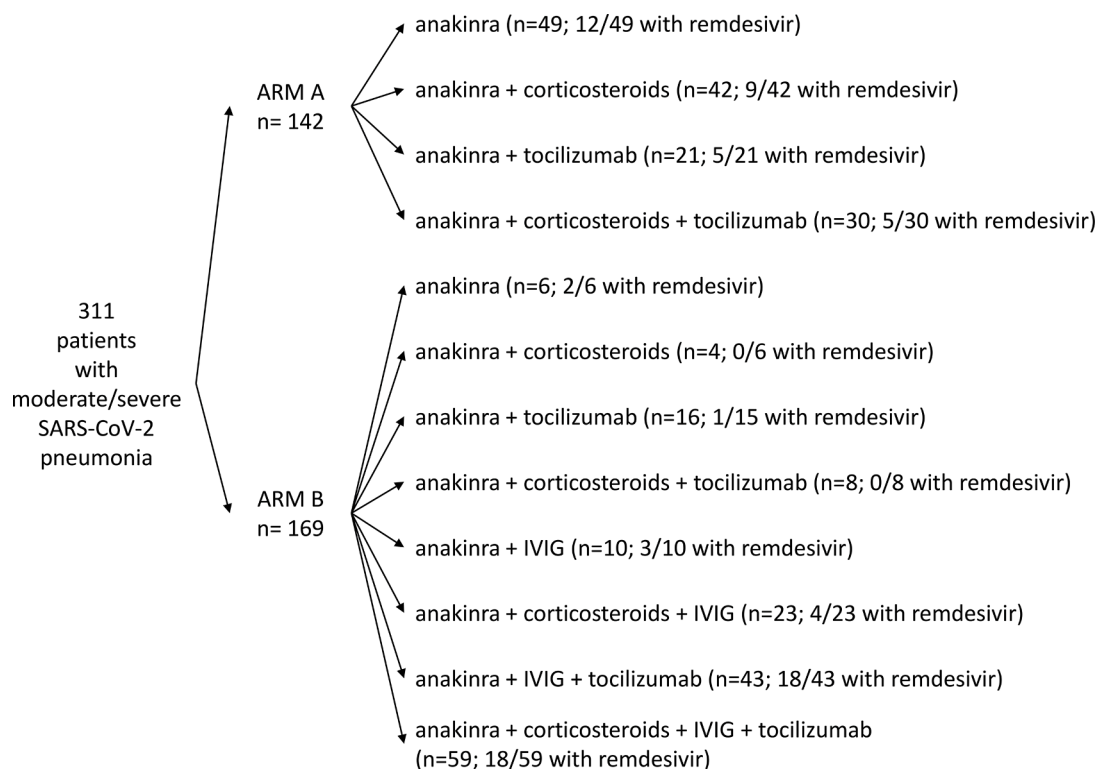 311
patients
with
moderate/severe
SARS-CoV-2
pneumonia
ARM A
n= 142
anakinra (n=49; 12/49 with remdesivir)
anakinra + corticosteroids (n=42; 9/42 with remdesivir)
anakinra + tocilizumab (n=21; 5/21 with remdesivir)
anakinra + corticosteroids + tocilizumab (n=30; 5/30 with remdesivir)
ARM B
n= 169
anakinra (n=6; 2/6 with remdesivir)
anakinra + corticosteroids (n=4; 0/6 with remdesivir)
anakinra + tocilizumab (n=16; 1/15 with remdesivir)
anakinra + corticosteroids + tocilizumab (n=8; 0/8 with remdesivir)
anakinra + IVIG (n=10; 3/10 with remdesivir)
anakinra + corticosteroids + IVIG (n=23; 4/23 with remdesivir)
anakinra + IVIG + tocilizumab (n=43; 18/43 with remdesivir)
anakinra + corticosteroids + IVIG + tocilizumab
(n=59; 18/59 with remdesivir)